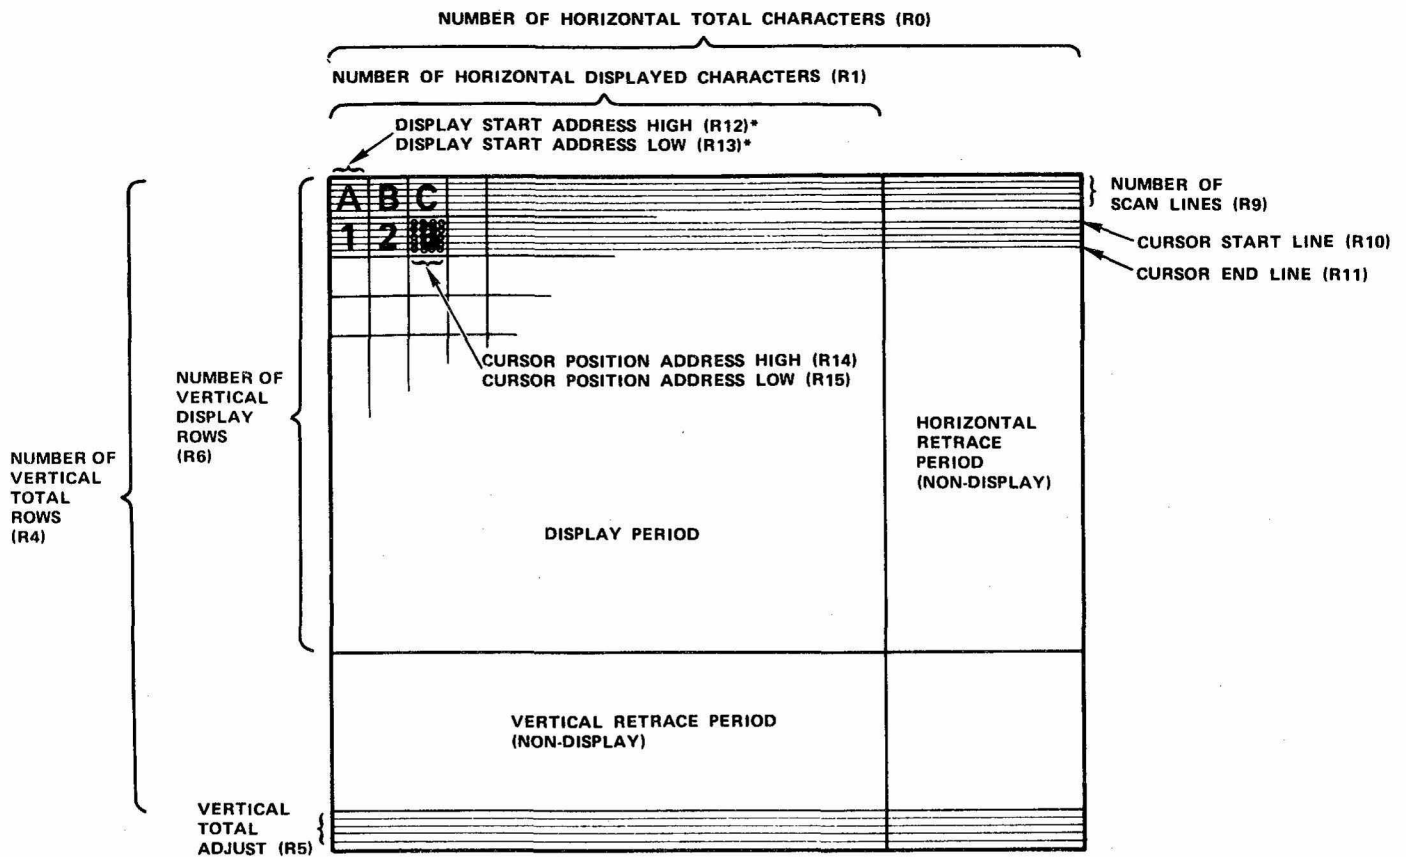 NUMBER OF HORIZONTAL TOTAL CHARACTERS (R0)
NUMBER OF HORIZONTAL DISPLAYED CHARACTERS (R1)
DISPLAY START ADDRESS HIGH (R12)*
DISPLAY START ADDRESS LOW (R13)*
A B C
1 2
NUMBER OF
SCAN LINES (R9)
CURSOR START LINE (R10)
CURSOR END LINE (R11)
CURSOR POSITION ADDRESS HIGH (R14)
CURSOR POSITION ADDRESS LOW (R15)
NUMBER OF
VERTICAL
DISPLAY
ROWS
(R6)
NUMBER OF
VERTICAL
TOTAL
ROWS
(R4)
HORIZONTAL
RETRACE
PERIOD
(NON-DISPLAY)
DISPLAY PERIOD
VERTICAL RETRACE PERIOD
(NON-DISPLAY)
VERTICAL
TOTAL
ADJUST (R5)